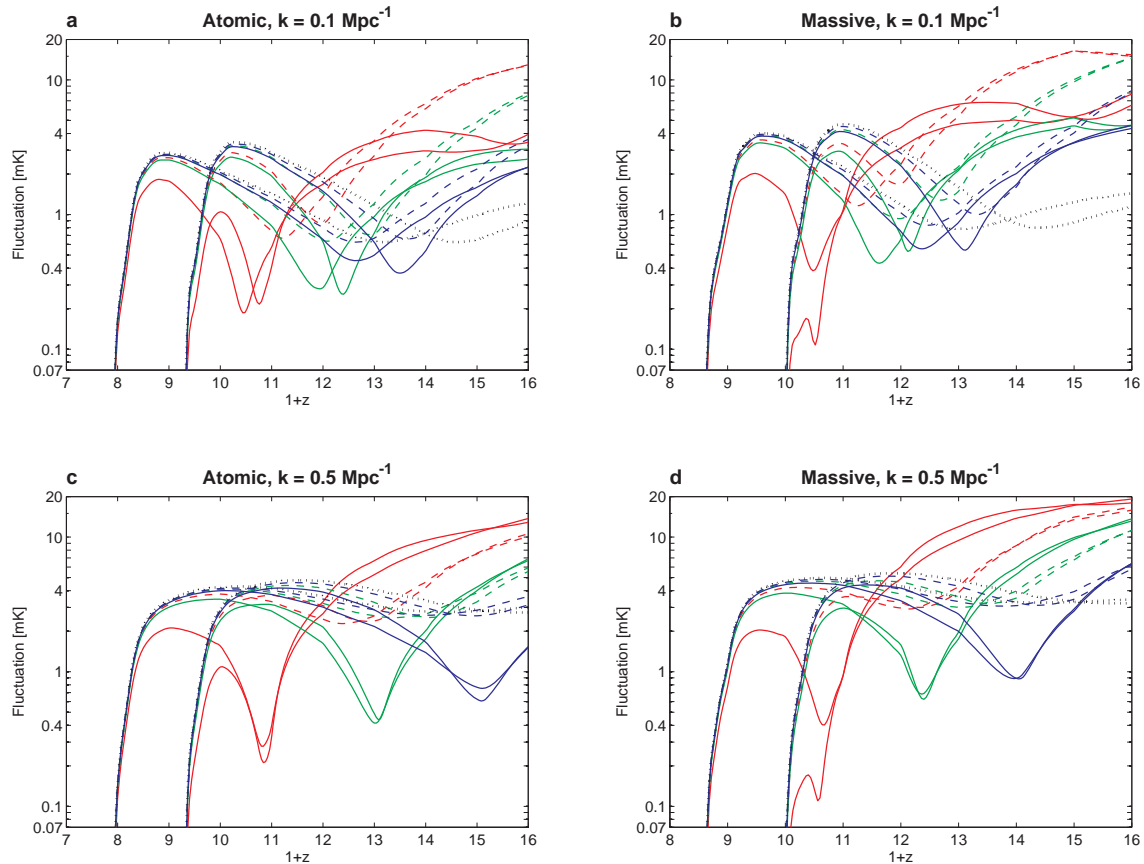 a Atomic, k = 0.1 Mpc⁻¹
20
10
4
2
1
0.4
0.1
0.07
Fluctuation [mK]
7 8 9 10 11 12 13 14 15 16
1+z
b Massive, k = 0.1 Mpc⁻¹
20
10
4
2
1
0.4
0.1
0.07
Fluctuation [mK]
8 9 10 11 12 13 14 15 16
1+z
c Atomic, k = 0.5 Mpc⁻¹
20
10
4
2
1
0.4
0.1
0.07
Fluctuation [mK]
7 8 9 10 11 12 13 14 15 16
1+z
d Massive, k = 0.5 Mpc⁻¹
20
10
4
2
1
0.4
0.1
0.07
Fluctuation [mK]
8 9 10 11 12 13 14 15 16
1+z